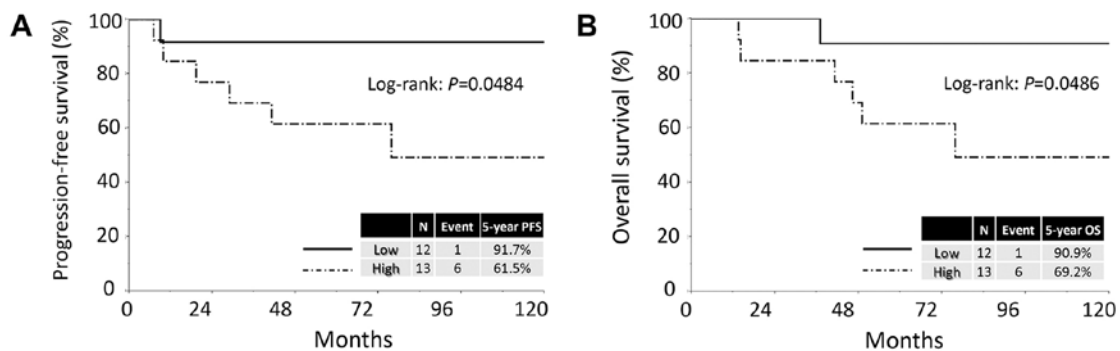 A
Progression-free survival (%)
100
80
60
40
20
0
Log-rank: P=0.0484
N Event 5-year PFS
Low 12 1 91.7%
High 13 6 61.5%
0 24 48 72 96 120
Months
B
Overall survival (%)
100
80
60
40
20
0
Log-rank: P=0.0486
N Event 5-year OS
Low 12 1 90.9%
High 13 6 69.2%
0 24 48 72 96 120
Months